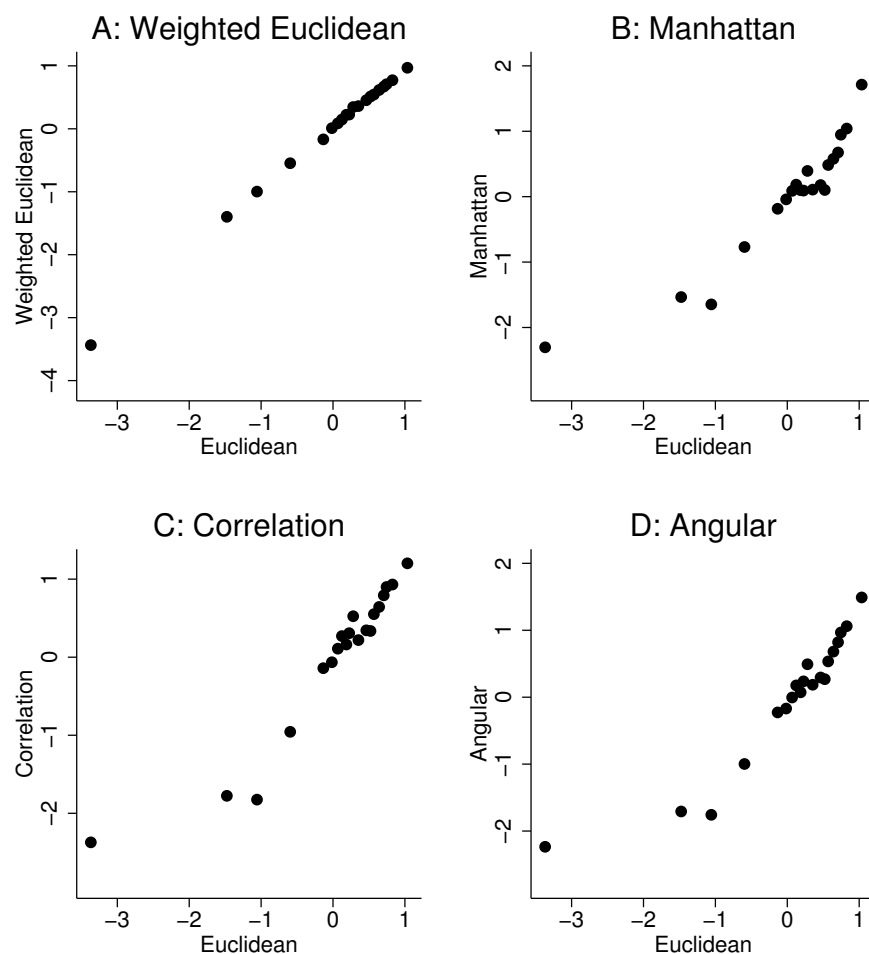 A: Weighted Euclidean
1
0
−1
−2
−3
−4
Weighted Euclidean
−3 −2 −1 0 1
Euclidean
B: Manhattan
2
1
0
−1
−2
Manhattan
−3 −2 −1 0 1
Euclidean
C: Correlation
1
0
−1
−2
Correlation
−3 −2 −1 0 1
Euclidean
D: Angular
2
1
0
−1
−2
Angular
−3 −2 −1 0 1
Euclidean